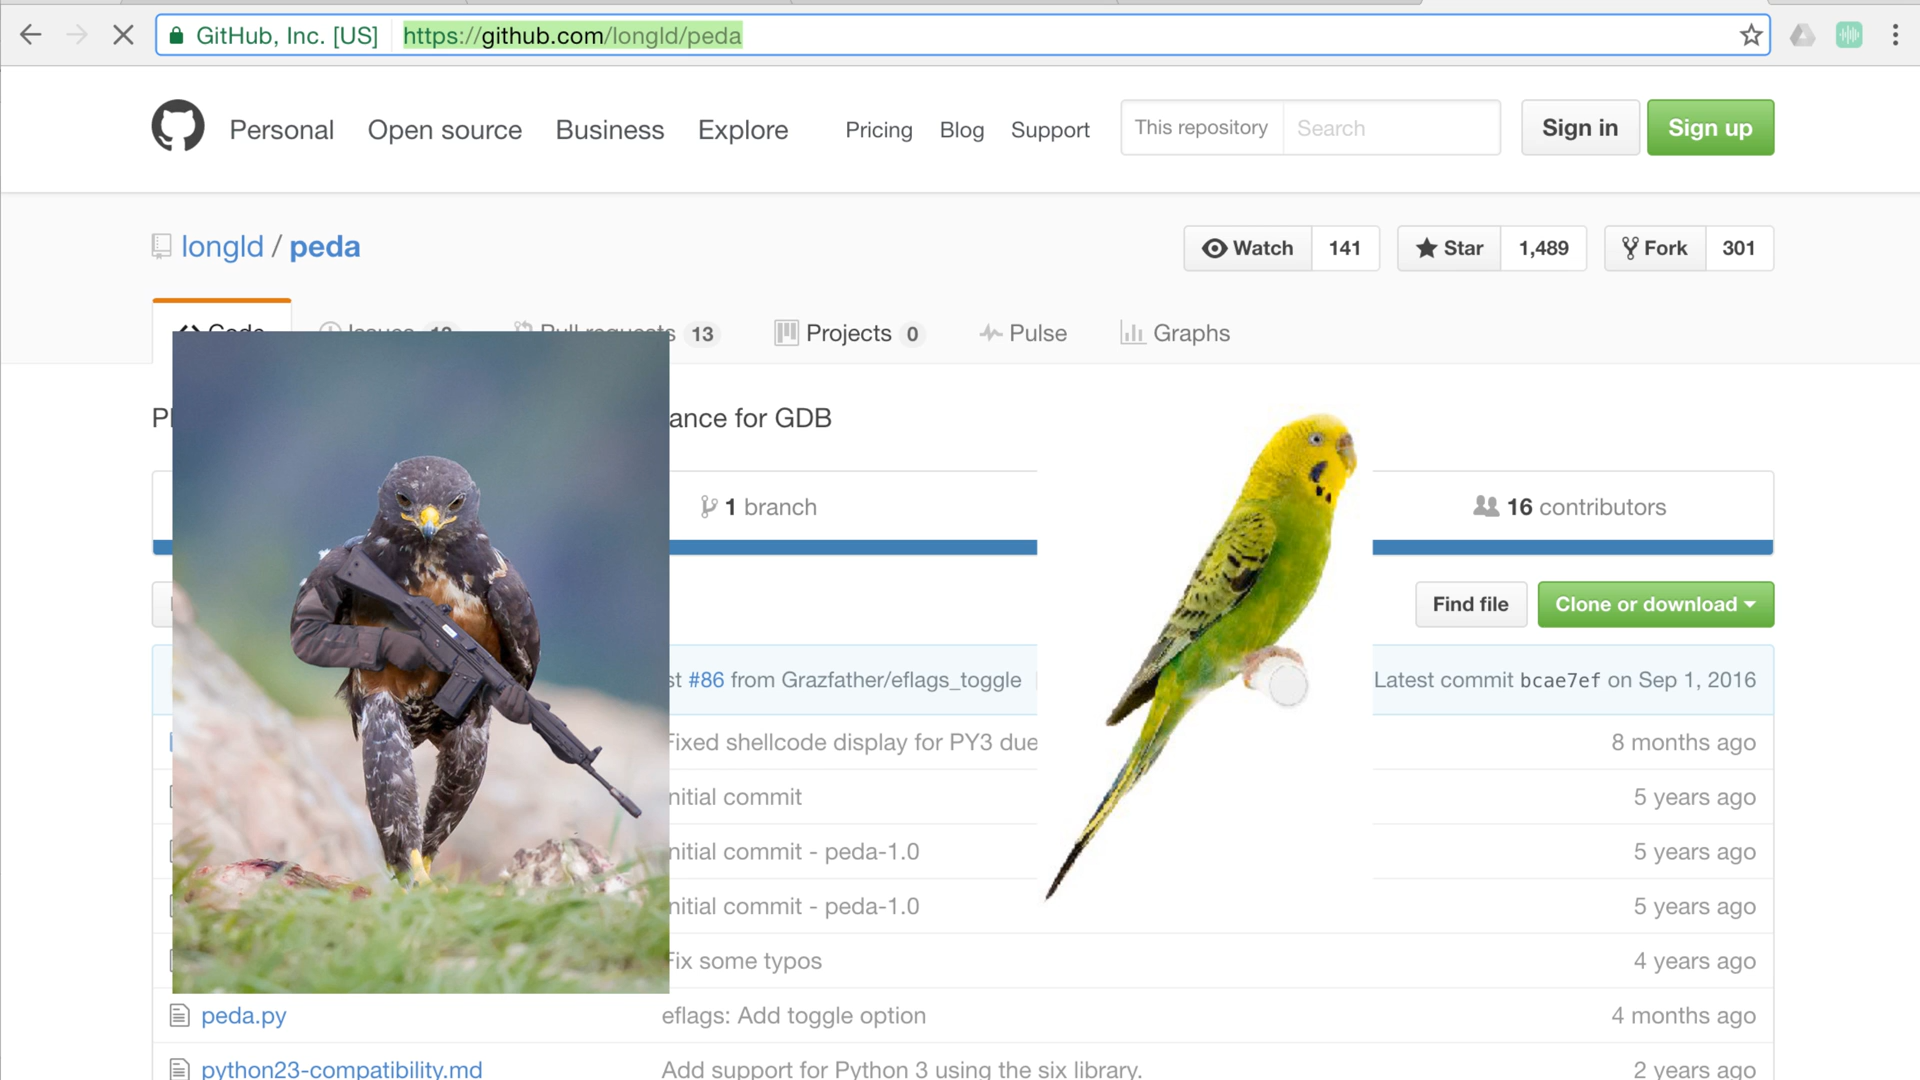 GitHub, Inc. [US] https://github.com/longld/peda
Personal Open source Business Explore Pricing Blog Support This repository Search Sign in Sign up
longld / peda Watch 141 Star 1,489 Fork 301
Code Issues Pull requests 13 Projects 0 Pulse Graphs
ance for GDB
1 branch 16 contributors
Find file Clone or download
#86 from Grazfather/eflags_toggle Latest commit bcae7ef on Sep 1, 2016
Fixed shellcode display for PY3 due 8 months ago
nitial commit 5 years ago
nitial commit - peda-1.0 5 years ago
nitial commit - peda-1.0 5 years ago
Fix some typos 4 years ago
peda.py eflags: Add toggle option 4 months ago
python23-compatibility.md Add support for Python 3 using the six library. 2 years ago